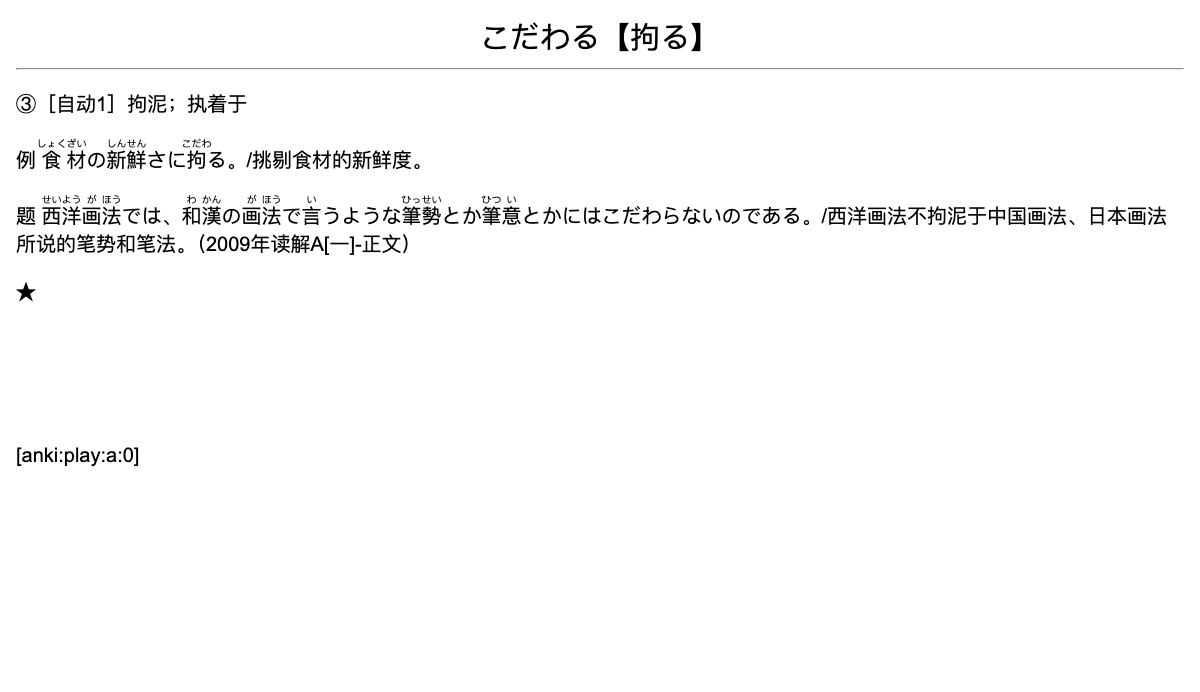 こだわる【拘る】
③［自动1］拘泥；执着于
しょくざい しんせん こだわ
例 食材の新鮮さに拘る。/挑剔食材的新鲜度。
せいよう が ほう わ かん が ほう い ひっせい ひつ い
题 西洋画法では、和漢の画法で言うような筆勢とか筆意とかにはこだわらないのである。/西洋画法不拘泥于中国画法、日本画法
所说的笔势和笔法。（2009年读解A[一]-正文）
★
[anki:play:a:0]